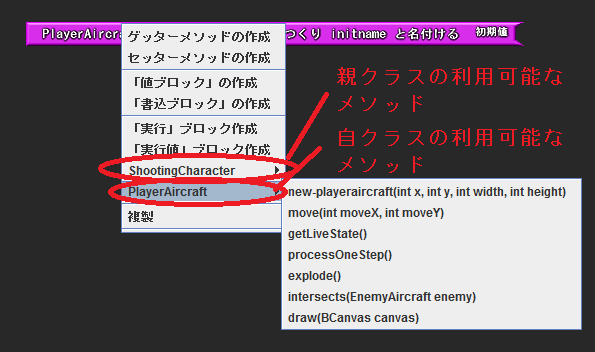 PlayerAircra
つくり initname と名付ける 初期値
ゲッターメソッドの作成
セッターメソッドの作成
「値ブロック」の作成
「書込ブロック」の作成
「実行」ブロック作成
「実行値」ブロック作成
ShootingCharacter
PlayerAircraft
複製
親クラスの利用可能な
メソッド
自クラスの利用可能な
メソッド
new-playeraircraft(int x, int y, int width, int height)
move(int moveX, int moveY)
getLiveState()
processOneStep()
explode()
intersects(EnemyAircraft enemy)
draw(BCanvas canvas)